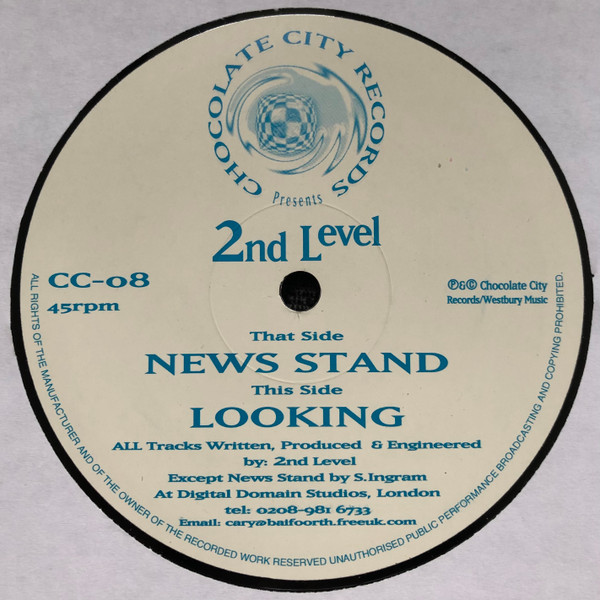 CHOCOLATE CITY RECORDS
Presents
2nd Level
CC-08
45rpm
℗&© Chocolate City
Records/Westbury Music
That Side
NEWS STAND
This Side
LOOKING
ALL Tracks Written, Produced & Engineered
by: 2nd Level
Except News Stand by S.Ingram
At Digital Domain Studios, London
tel: 0208-981 6733
Email: cary@baifoorth.freeuk.com
ALL RIGHTS OF THE MANUFACTURER AND OF THE OWNER OF THE RECORDED WORK RESERVED UNAUTHORISED PUBLIC PERFORMANCE BROADCASTING AND COPYING PROHIBITED.